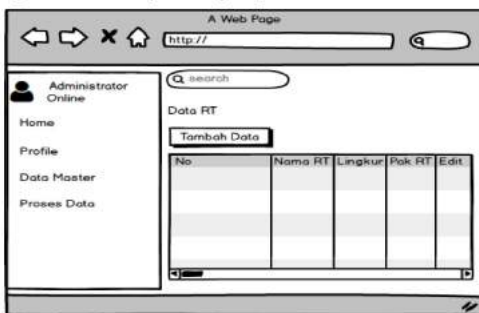 A Web Page
http://
Administrator
Online
Home
Profile
Data Master
Proses Data
search
Data RT
Tambah Data
No Nama RT Lingkur Pak RT Edit